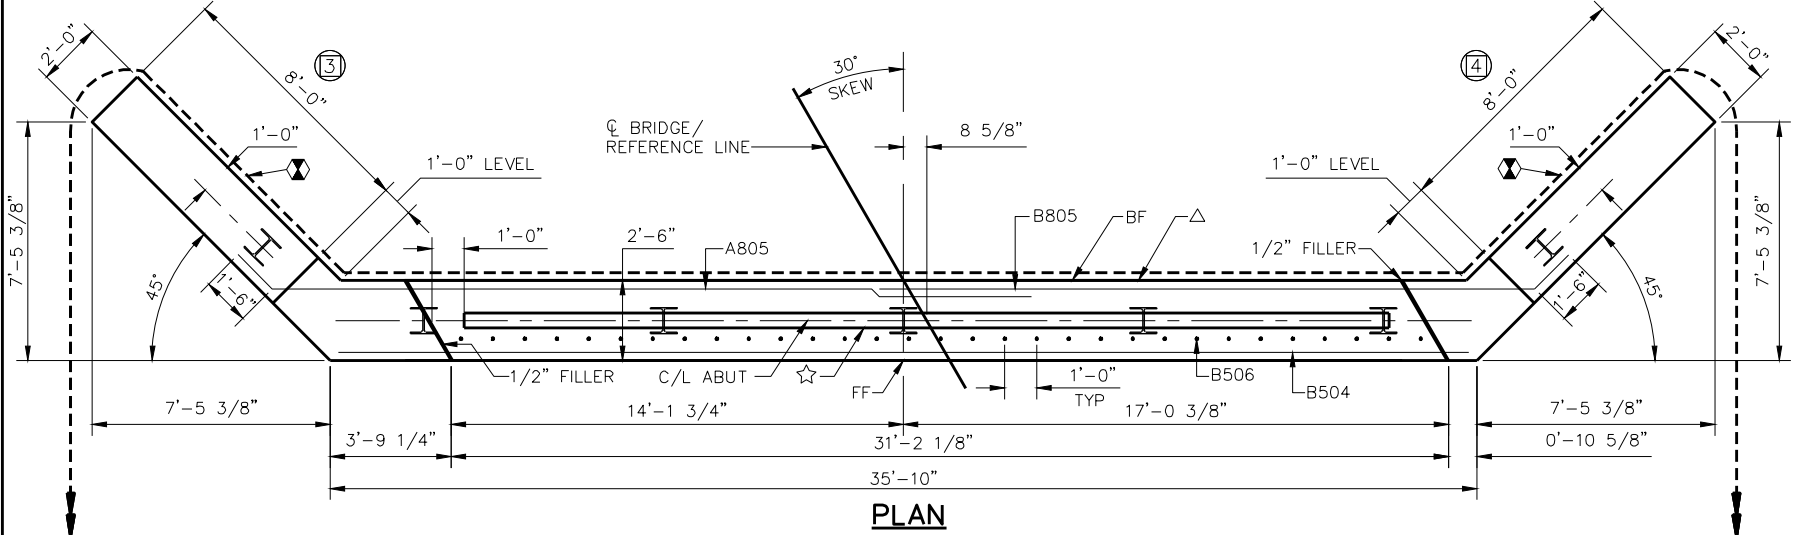 2'-0"
8'-0"
3
30°
SKEW
4
8'-0"
2'-0"
1'-0"
℄ BRIDGE/
REFERENCE LINE
8 5/8"
1'-0"
1'-0" LEVEL
1'-0" LEVEL
7'-5 3/8"
45°
1'-6"
1'-0"
2'-6"
A805
B805
BF
1/2" FILLER
1'-6"
45°
7'-5 3/8"
1/2" FILLER
C/L ABUT
FF
1'-0"
TYP
B506
B504
7'-5 3/8"
14'-1 3/4"
17'-0 3/8"
7'-5 3/8"
3'-9 1/4"
31'-2 1/8"
0'-10 5/8"
35'-10"
PLAN